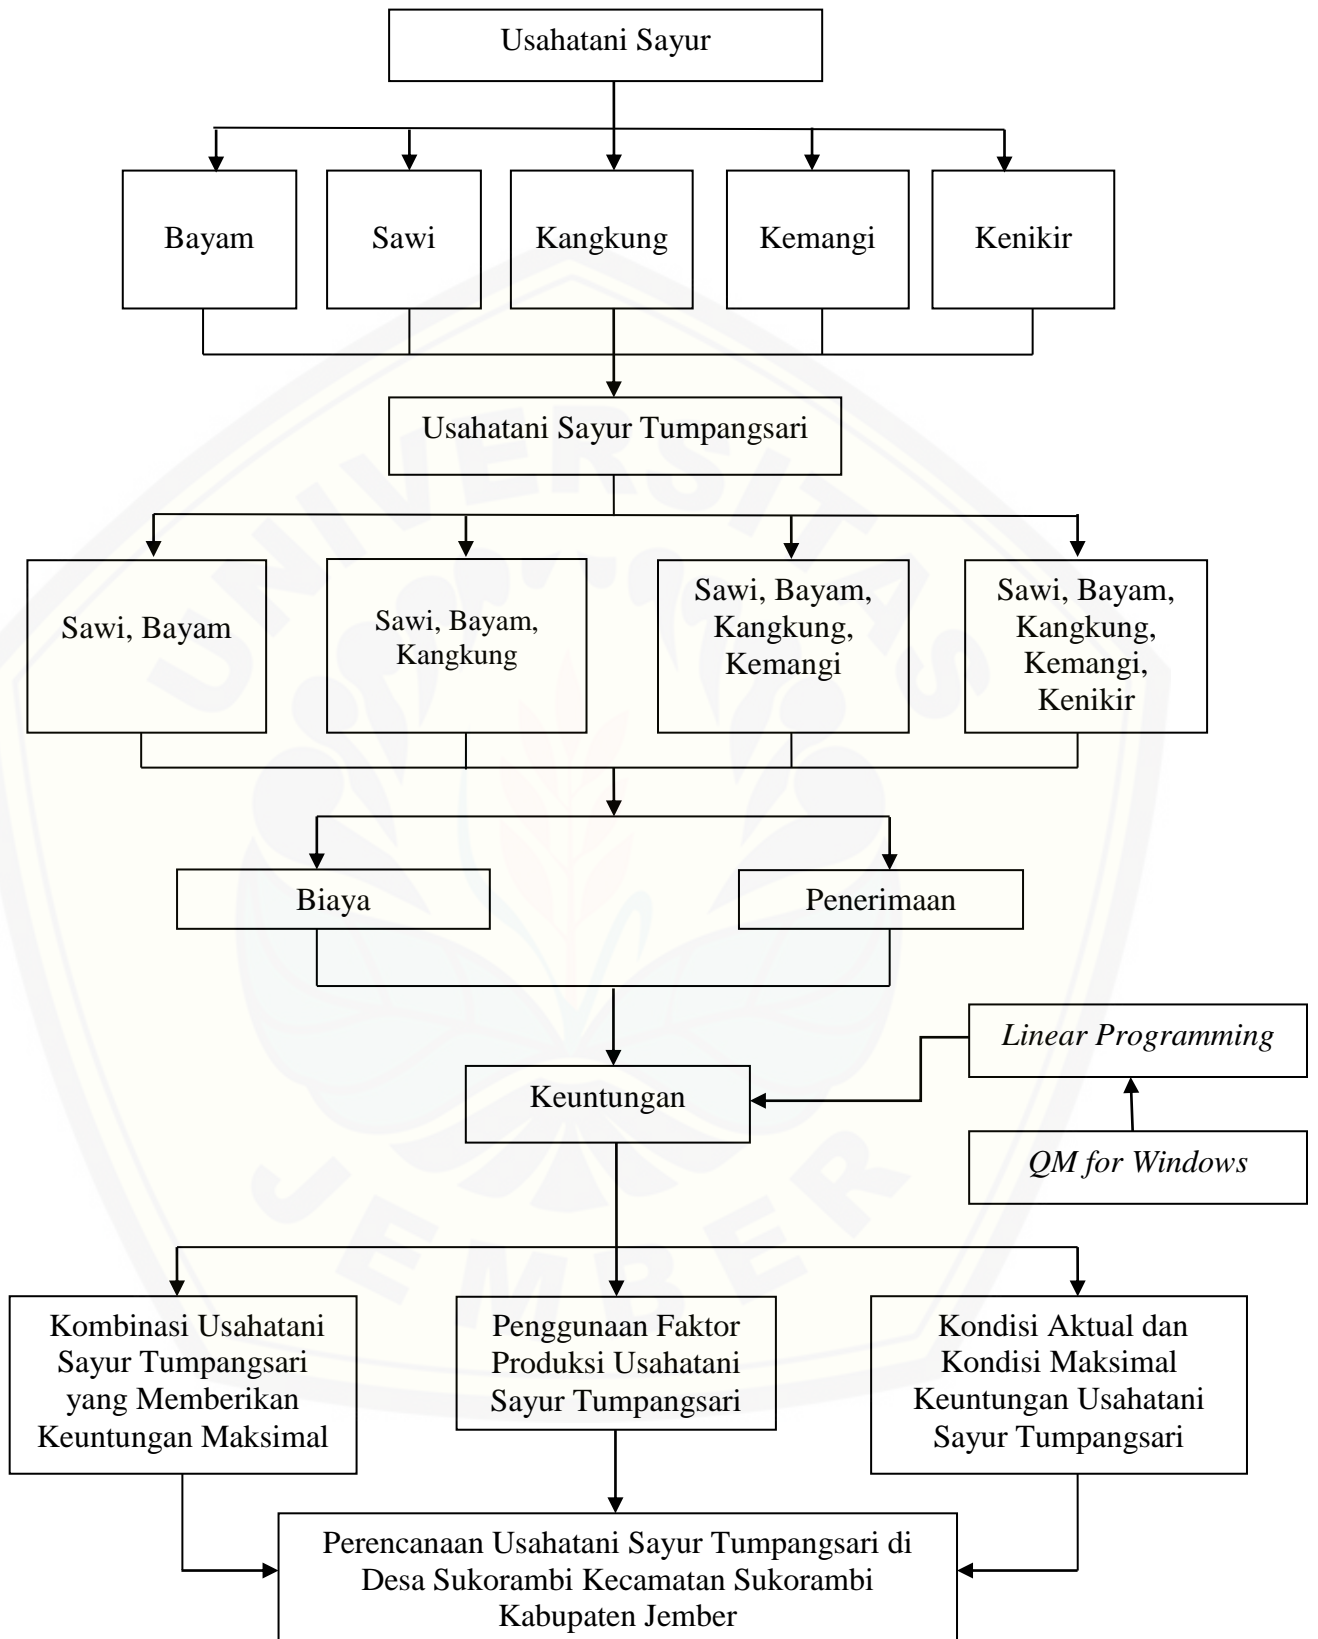 Usahatani Sayur
Bayam
Sawi
Kangkung
Kemangi
Kenikir
Usahatani Sayur Tumpangsari
Sawi, Bayam
Sawi, Bayam,
Kangkung
Sawi, Bayam,
Kangkung,
Kemangi
Sawi, Bayam,
Kangkung,
Kemangi,
Kenikir
Biaya
Penerimaan
Linear Programming
Keuntungan
QM for Windows
Kombinasi Usahatani
Sayur Tumpangsari
yang Memberikan
Keuntungan Maksimal
Penggunaan Faktor
Produksi Usahatani
Sayur Tumpangsari
Kondisi Aktual dan
Kondisi Maksimal
Keuntungan Usahatani
Sayur Tumpangsari
Perencanaan Usahatani Sayur Tumpangsari di
Desa Sukorambi Kecamatan Sukorambi
Kabupaten Jember
UNIVERSITAS
JEMBER